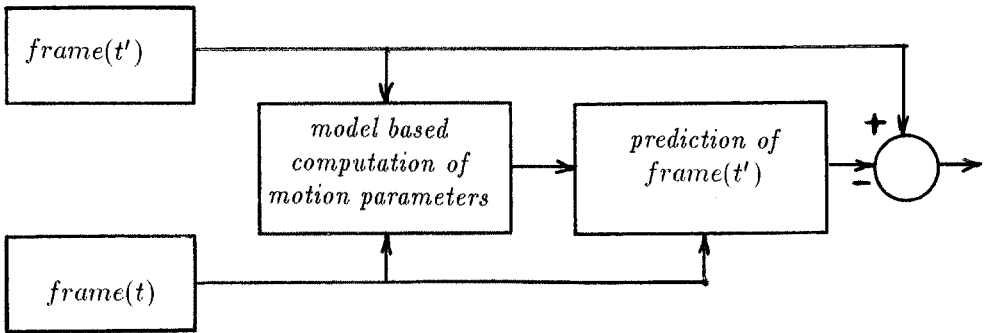 frame(t′)
model based
computation of
motion parameters
prediction of
frame(t′)
+
−
frame(t)